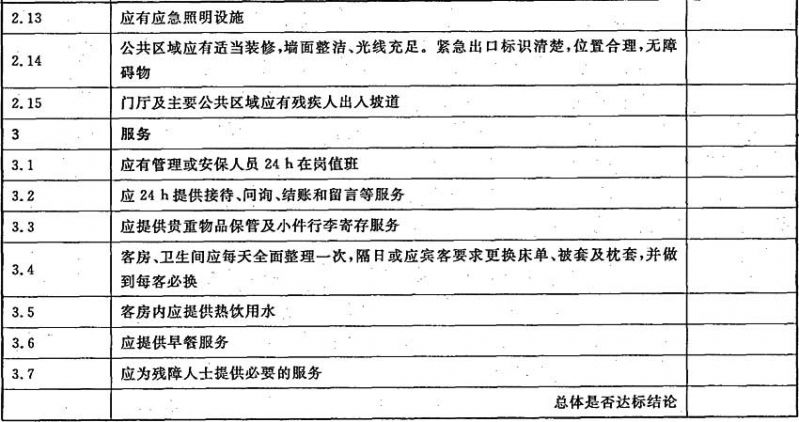 2.13 应有应急照明设施
2.14 公共区域应有适当装修,墙面整洁、光线充足。紧急出口标识清楚,位置合理,无障
碍物
2.15 门厅及主要公共区域应有残疾人出入坡道
3 服务
3.1 应有管理或安保人员 24 h 在岗值班
3.2 应 24 h 提供接待、问询、结账和留言等服务
3.3 应提供贵重物品保管及小件行李寄存服务
3.4 客房、卫生间应每天全面整理一次,隔日或应宾客要求更换床单、被套及枕套,并做
到每客必换
3.5 客房内应提供热饮用水
3.6 应提供早餐服务
3.7 应为残障人士提供必要的服务
总体是否达标结论